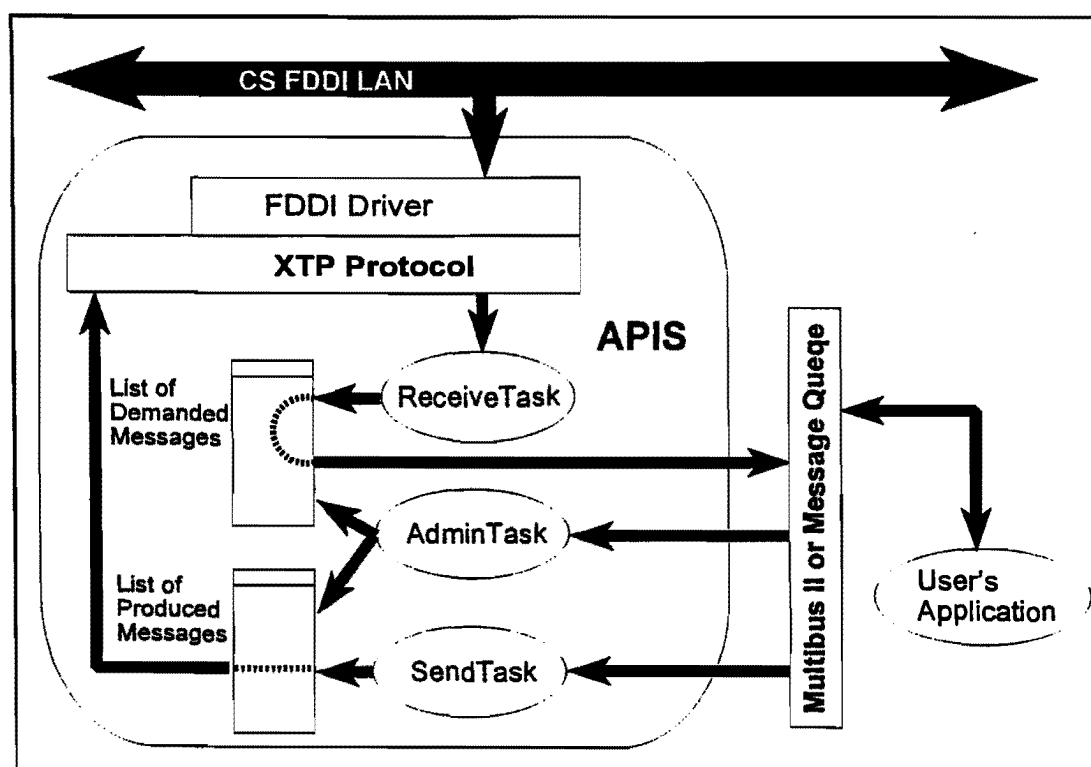 CS FDDI LAN
FDDI Driver
XTP Protocol
APIS
ReceiveTask
List of
Demanded
Messages
AdminTask
List of
Produced
Messages
SendTask
Multibus II or Message Queqe
User's
Application